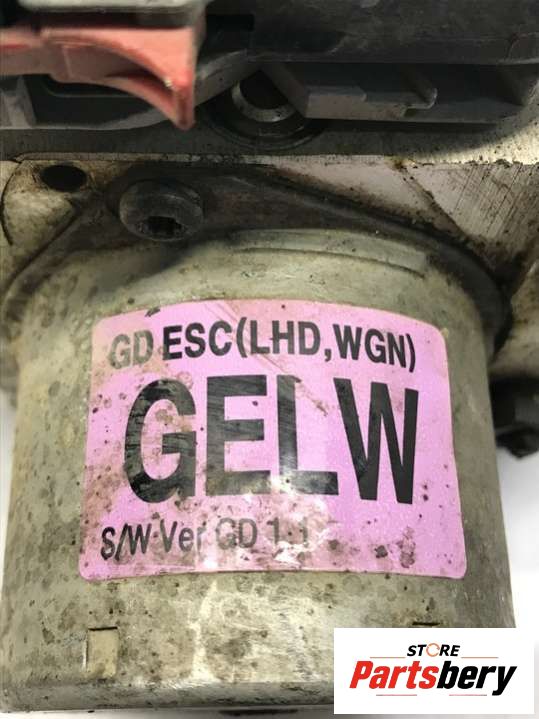 GD ESC(LHD,WGN)
GELW
S/W Ver GD 1.1
STORE
Partsbery